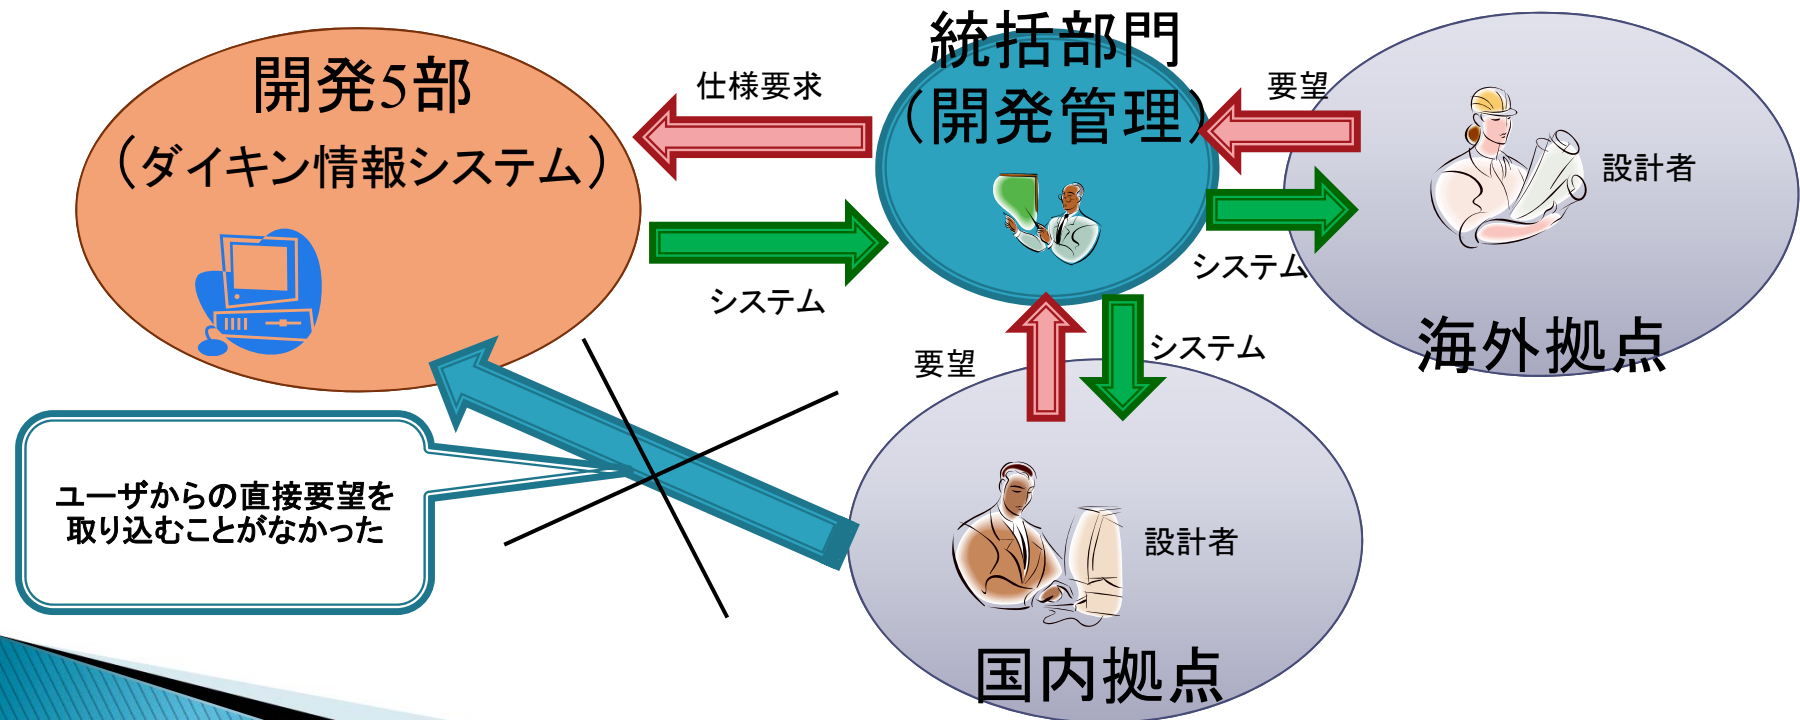 開発5部
（ダイキン情報システム）
仕様要求
システム
統括部門
（開発管理）
要望
システム
設計者
海外拠点
要望
システム
設計者
国内拠点
ユーザからの直接要望を
取り込むことがなかった